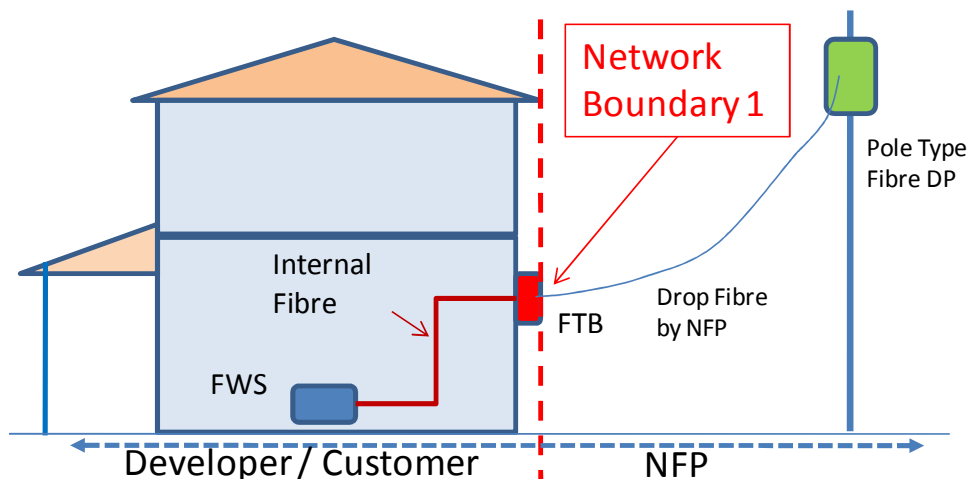 Network
Boundary 1
Pole Type
Fibre DP
Internal
Fibre
Drop Fibre
by NFP
FTB
FWS
Developer / Customer
NFP